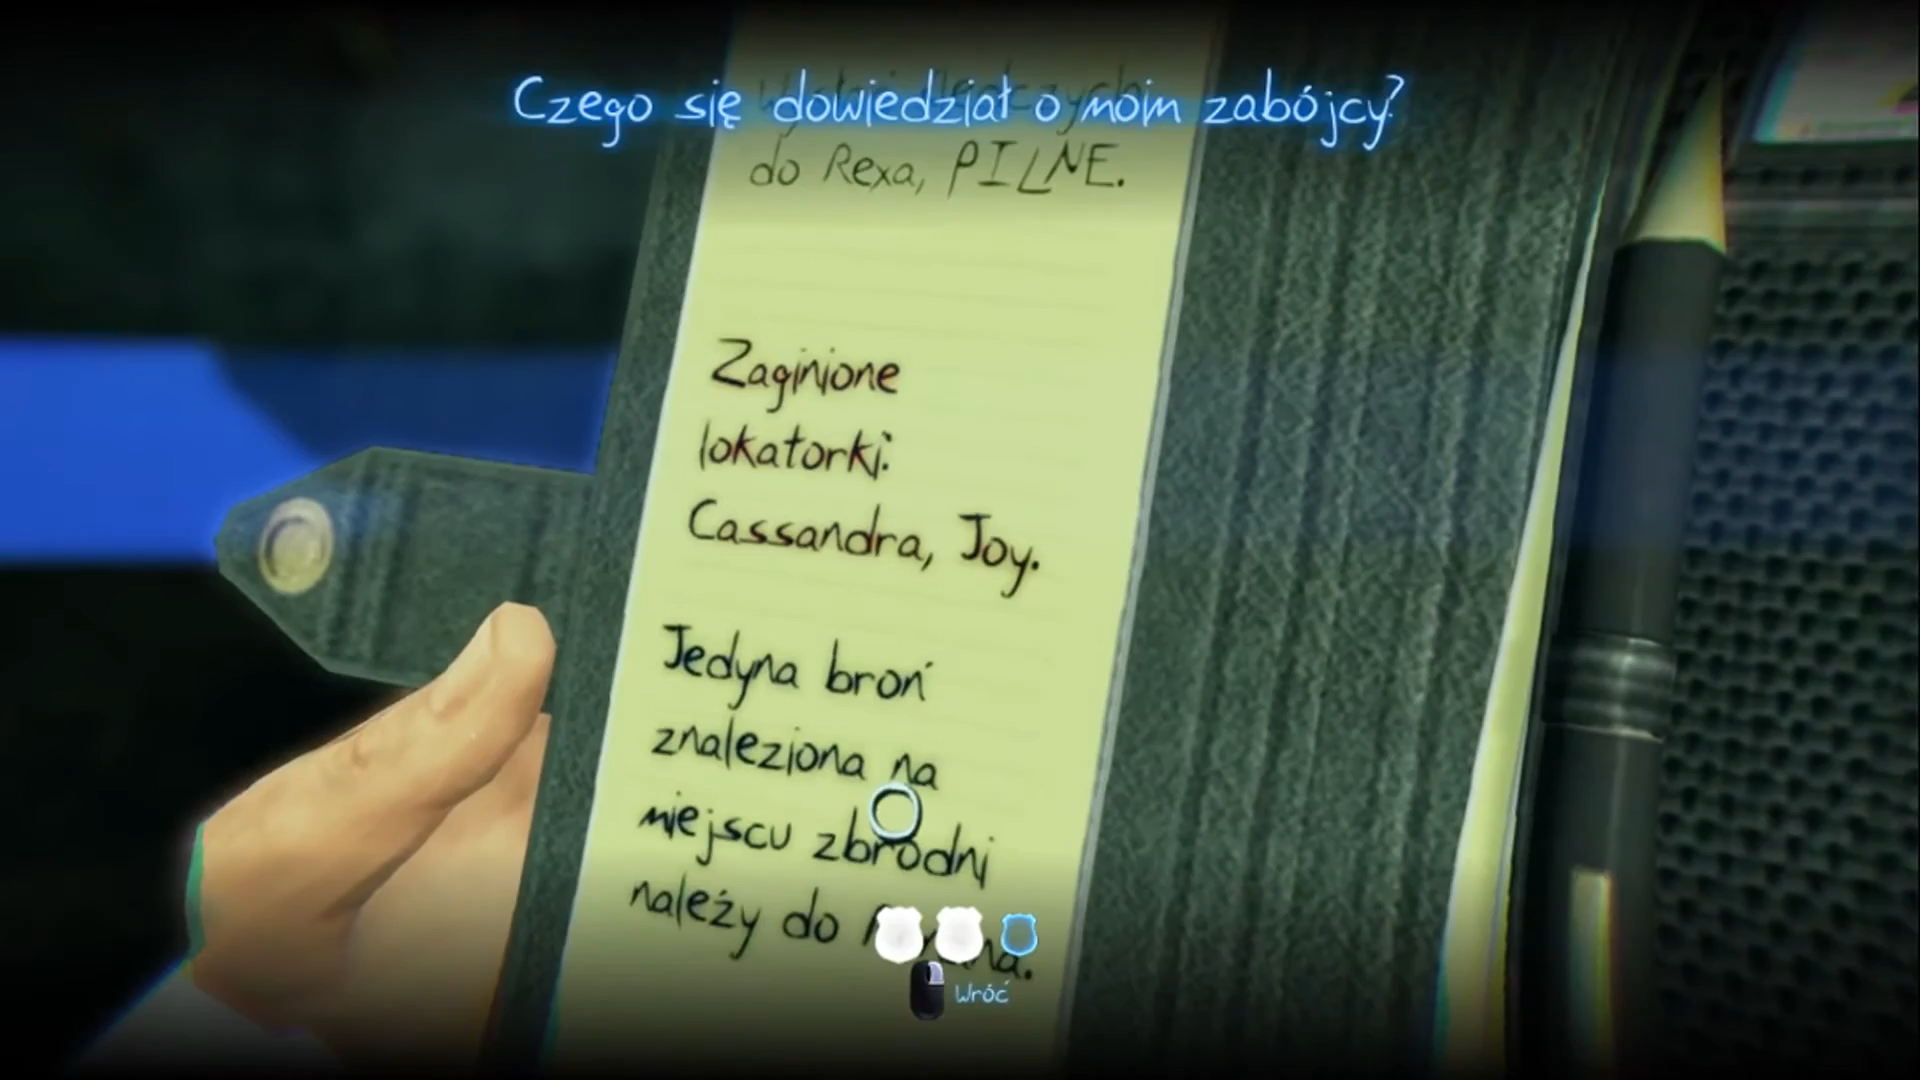 Czego się dowiedział o moim zabójcy?
do Rexa, PILNE.
Zaginione
lokatorki:
Cassandra, Joy.
Jedyna broń
znaleziona na
miejscu zbrodni
należy do
Wróć